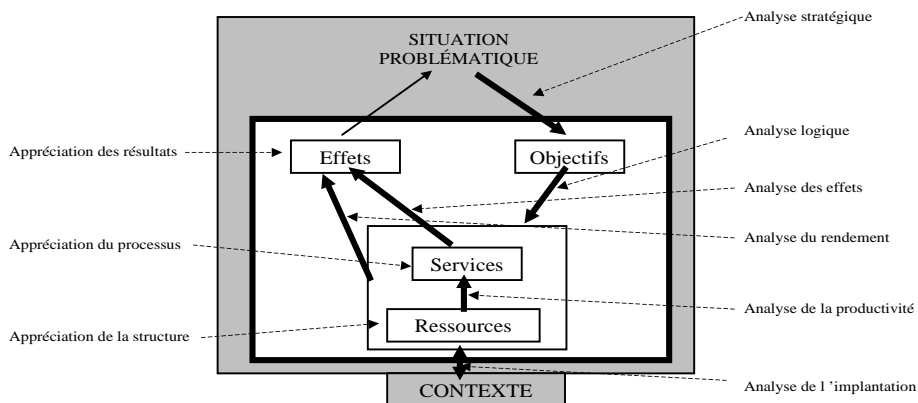 Analyse stratégique
SITUATION
PROBLÉMATIQUE
Analyse logique
Appréciation des résultats
Effets
Objectifs
Analyse des effets
Analyse du rendement
Appréciation du processus
Services
Analyse de la productivité
Ressources
Appréciation de la structure
CONTEXTE
Analyse de l ’implantation